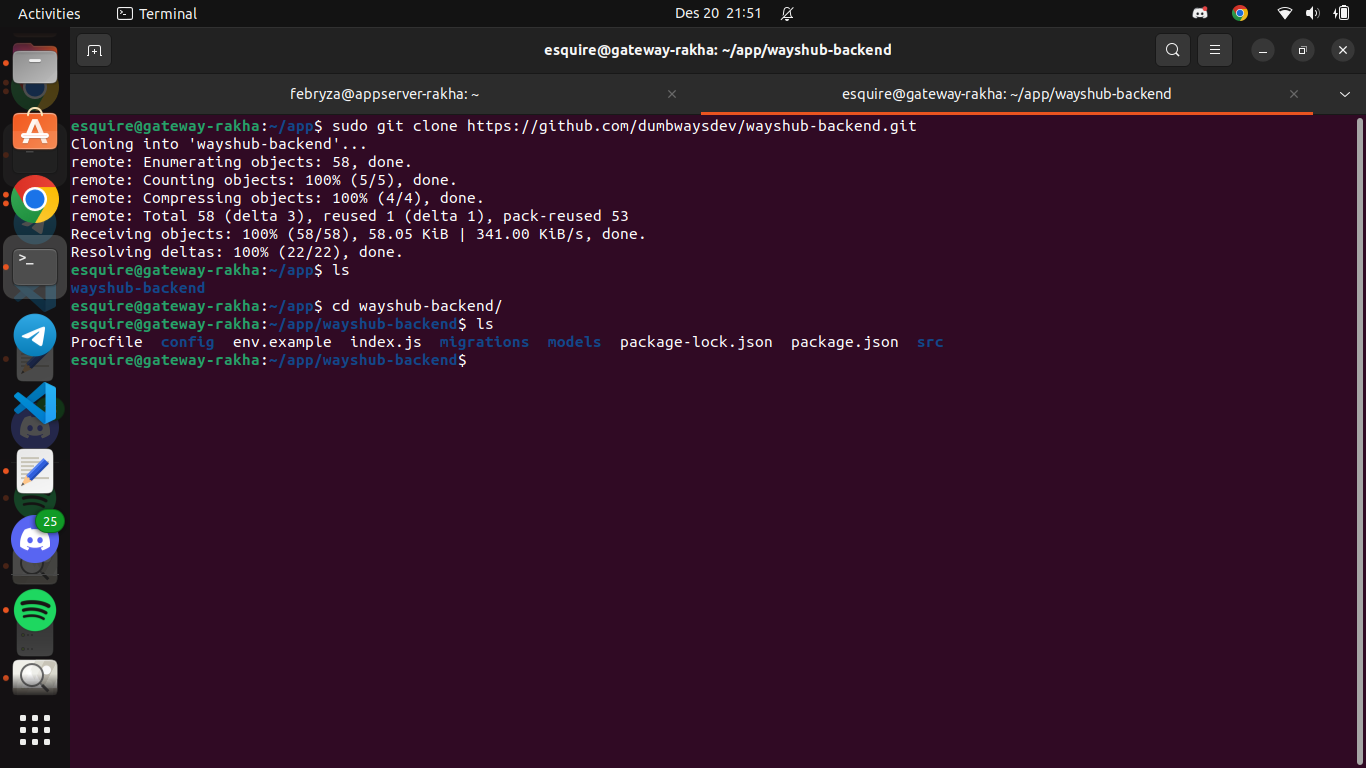 Activities
Terminal
Des 20 21:51
esquire@gateway-rakha: ~/app/wayshub-backend
febryza@appserver-rakha: ~
esquire@gateway-rakha: ~/app/wayshub-backend
esquire@gateway-rakha:~/app$ sudo git clone https://github.com/dumbwaysdev/wayshub-backend.git
Cloning into 'wayshub-backend'...
remote: Enumerating objects: 58, done.
remote: Counting objects: 100% (5/5), done.
remote: Compressing objects: 100% (4/4), done.
remote: Total 58 (delta 3), reused 1 (delta 1), pack-reused 53
Receiving objects: 100% (58/58), 58.05 KiB | 341.00 KiB/s, done.
Resolving deltas: 100% (22/22), done.
esquire@gateway-rakha:~/app$ ls
wayshub-backend
esquire@gateway-rakha:~/app$ cd wayshub-backend/
esquire@gateway-rakha:~/app/wayshub-backend$ ls
Procfile config env.example index.js migrations models package-lock.json package.json src
esquire@gateway-rakha:~/app/wayshub-backend$
25